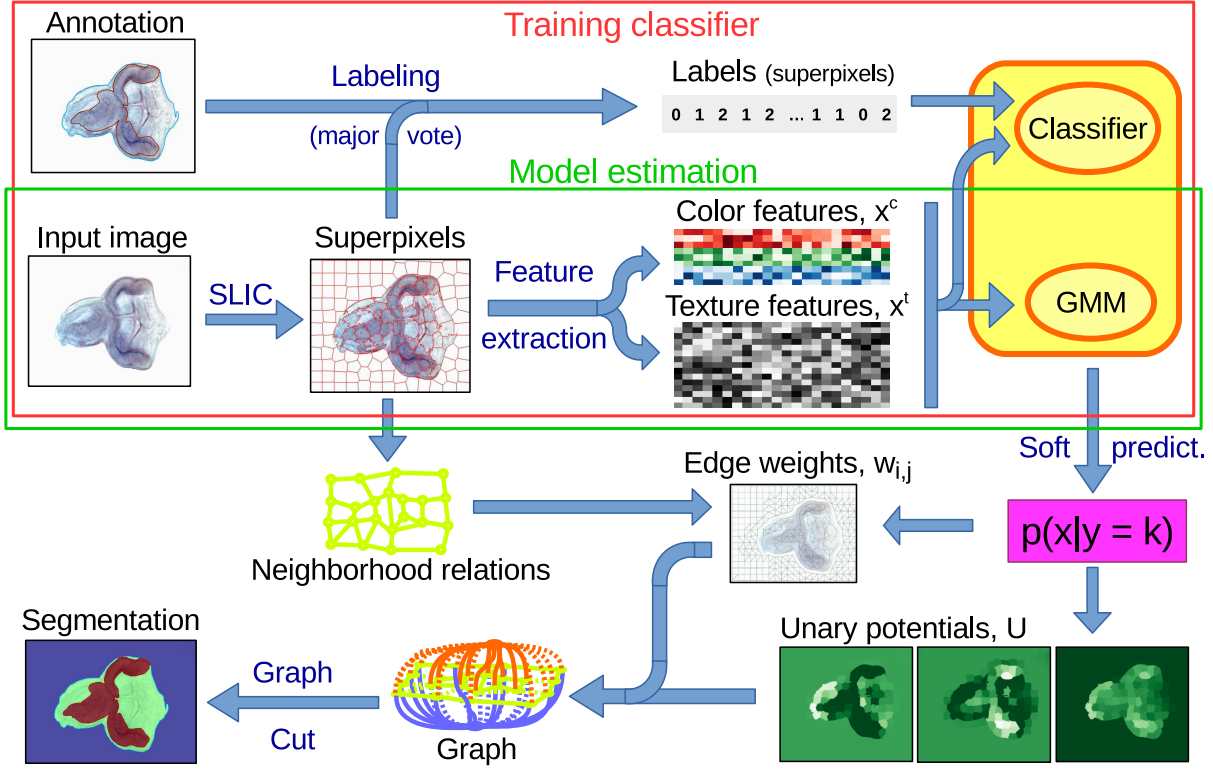 Annotation
Training classifier
Labeling
(major vote)
Labels (superpixels)
0 1 2 1 2 ... 1 1 0 2
Classifier
Model estimation
Input image
SLIC
Superpixels
Feature
extraction
Color features, x^c
Texture features, x^t
GMM
Soft predict.
Edge weights, w_{i,j}
p(x|y = k)
Neighborhood relations
Segmentation
Graph
Cut
Graph
Unary potentials, U